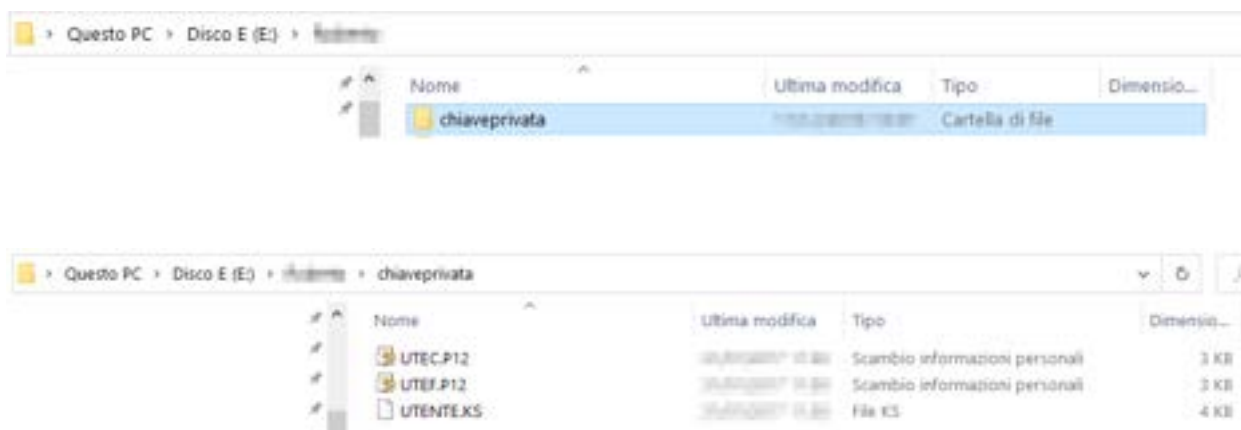 Questo PC > Disco E (E:) >
Nome Ultima modifica Tipo Dimensio...
chiaveprivata Cartella di file
Questo PC > Disco E (E:) > > chiaveprivata
Nome Ultima modifica Tipo Dimensio...
UTEC.P12 Scambio informazioni personali 3 KB
UTEF.P12 Scambio informazioni personali 3 KB
UTENTE.KS File KS 4 KB